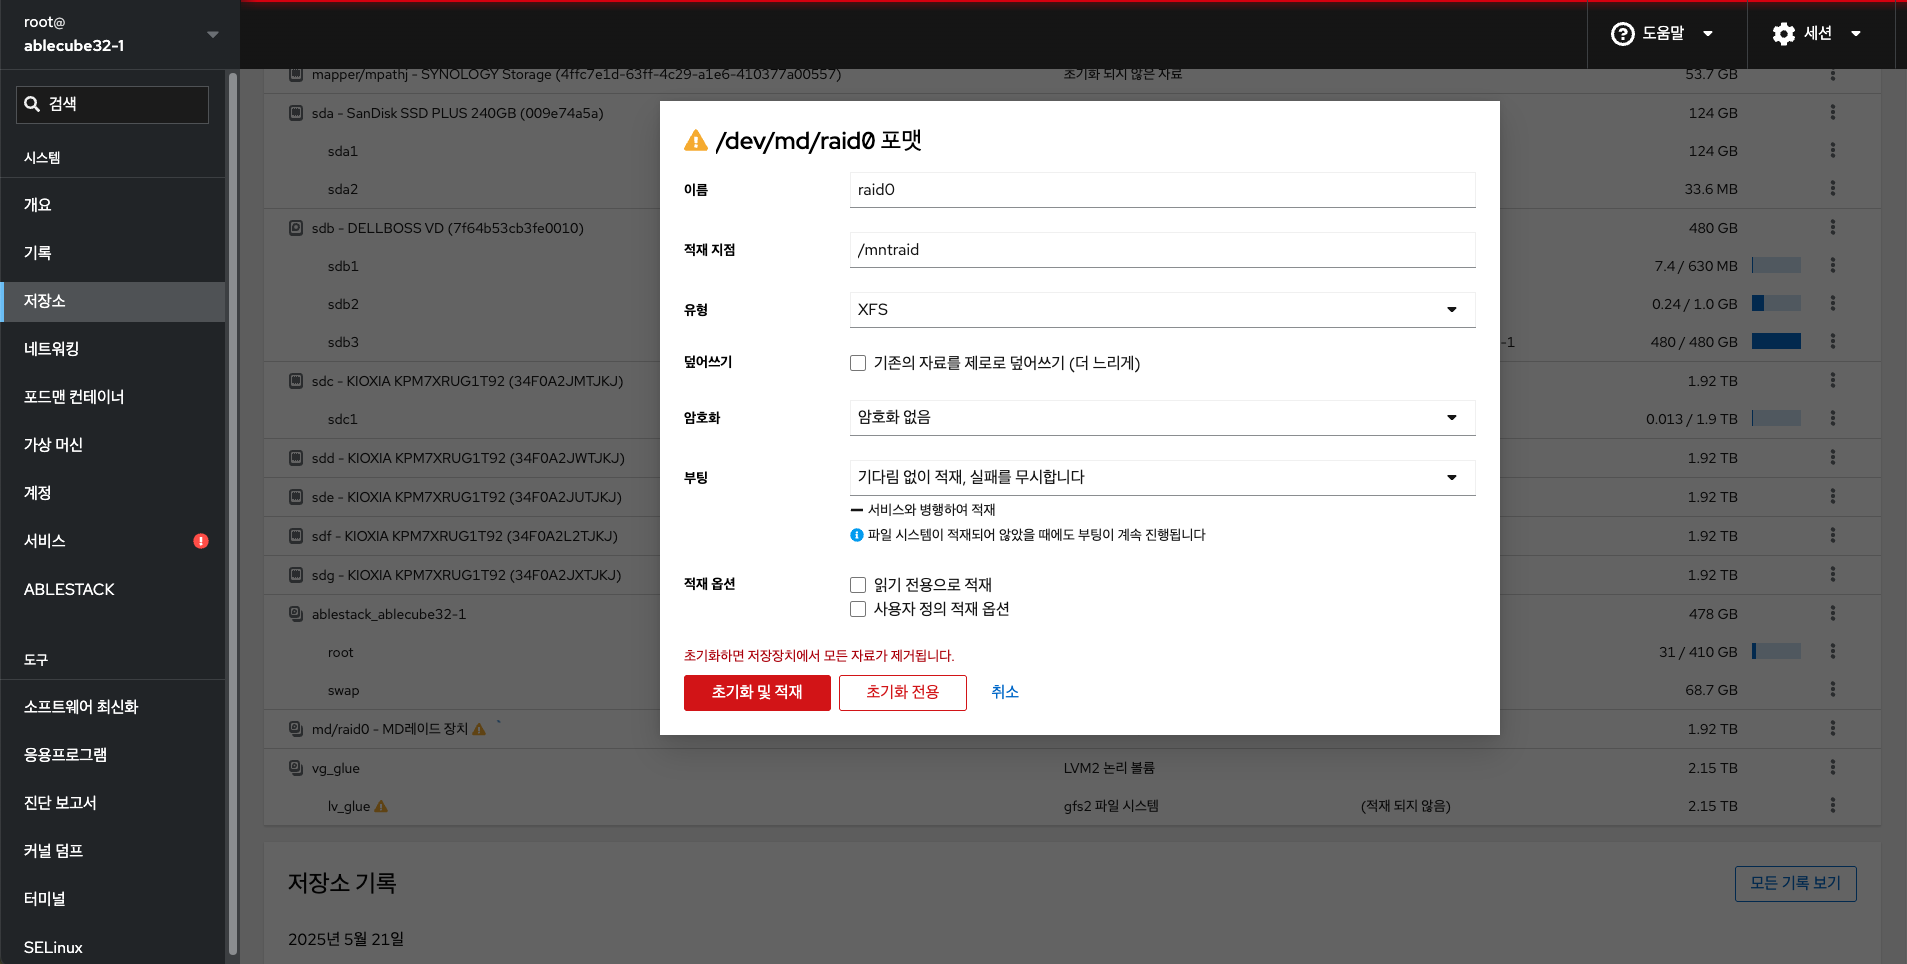 root@
ablecube32-1
도움말
세션
검색
시스템
개요
기록
저장소
네트워킹
포드맨 컨테이너
가상 머신
계정
서비스
ABLESTACK
도구
소프트웨어 최신화
응용프로그램
진단 보고서
커널 덤프
터미널
SELinux
mapper/mpathj - SYNOLOGY Storage (4ffc7e1d-63ff-4c29-a1e6-410377a00557) 초기화 되지 않은 자료 53.7 GB
sda - SanDisk SSD PLUS 240GB (009e74a5a) 124 GB
sda1 124 GB
sda2 33.6 MB
sdb - DELLBOSS VD (7f64b53cb3fe0010) 480 GB
sdb1 7.4 / 630 MB
sdb2 0.24 / 1.0 GB
sdb3 -1 480 / 480 GB
sdc - KIOXIA KPM7XRUG1T92 (34F0A2JMTJKJ) 1.92 TB
sdc1 0.013 / 1.9 TB
sdd - KIOXIA KPM7XRUG1T92 (34F0A2JWTJKJ) 1.92 TB
sde - KIOXIA KPM7XRUG1T92 (34F0A2JUTJKJ) 1.92 TB
sdf - KIOXIA KPM7XRUG1T92 (34F0A2L2TJKJ) 1.92 TB
sdg - KIOXIA KPM7XRUG1T92 (34F0A2JXTJKJ) 1.92 TB
ablestack_ablecube32-1 478 GB
root 31 / 410 GB
swap 68.7 GB
md/raid0 - MD레이드 장치 ` 1.92 TB
vg_glue LVM2 논리 볼륨 2.15 TB
lv_glue gfs2 파일 시스템 (적재 되지 않음) 2.15 TB
/dev/md/raid0 포맷
이름 raid0
적재 지점 /mntraid
유형 XFS
덮어쓰기 기존의 자료를 제로로 덮어쓰기 (더 느리게)
암호화 암호화 없음
부팅 기다림 없이 적재, 실패를 무시합니다
서비스와 병행하여 적재
파일 시스템이 적재되어 않았을 때에도 부팅이 계속 진행됩니다
적재 옵션 읽기 전용으로 적재
사용자 정의 적재 옵션
초기화하면 저장장치에서 모든 자료가 제거됩니다.
초기화 및 적재 초기화 전용 취소
저장소 기록 모든 기록 보기
2025년 5월 21일